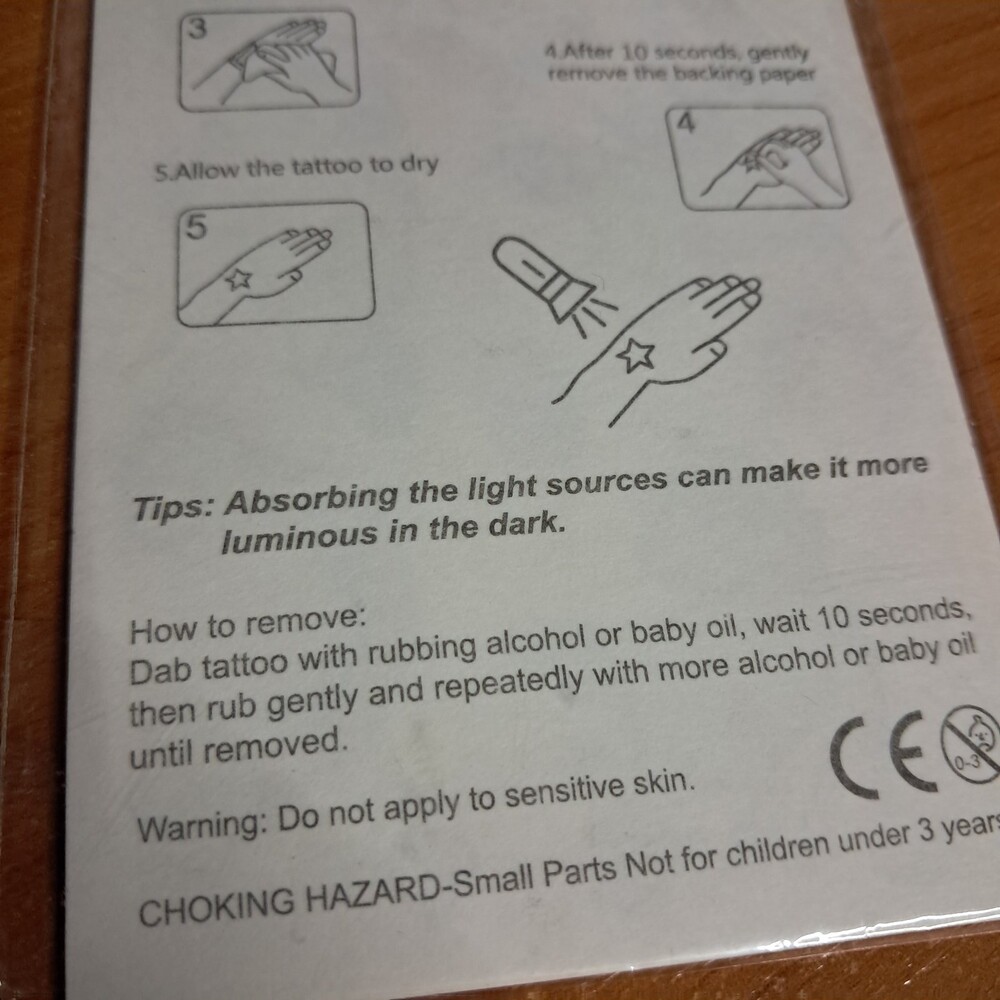 3
4.After 10 seconds, gently
remove the backing paper
4
5.Allow the tattoo to dry
5
Tips: Absorbing the light sources can make it more
luminous in the dark.
How to remove:
Dab tattoo with rubbing alcohol or baby oil, wait 10 seconds,
then rub gently and repeatedly with more alcohol or baby oil
until removed.
CE
0-3
Warning: Do not apply to sensitive skin.
CHOKING HAZARD-Small Parts Not for children under 3 years